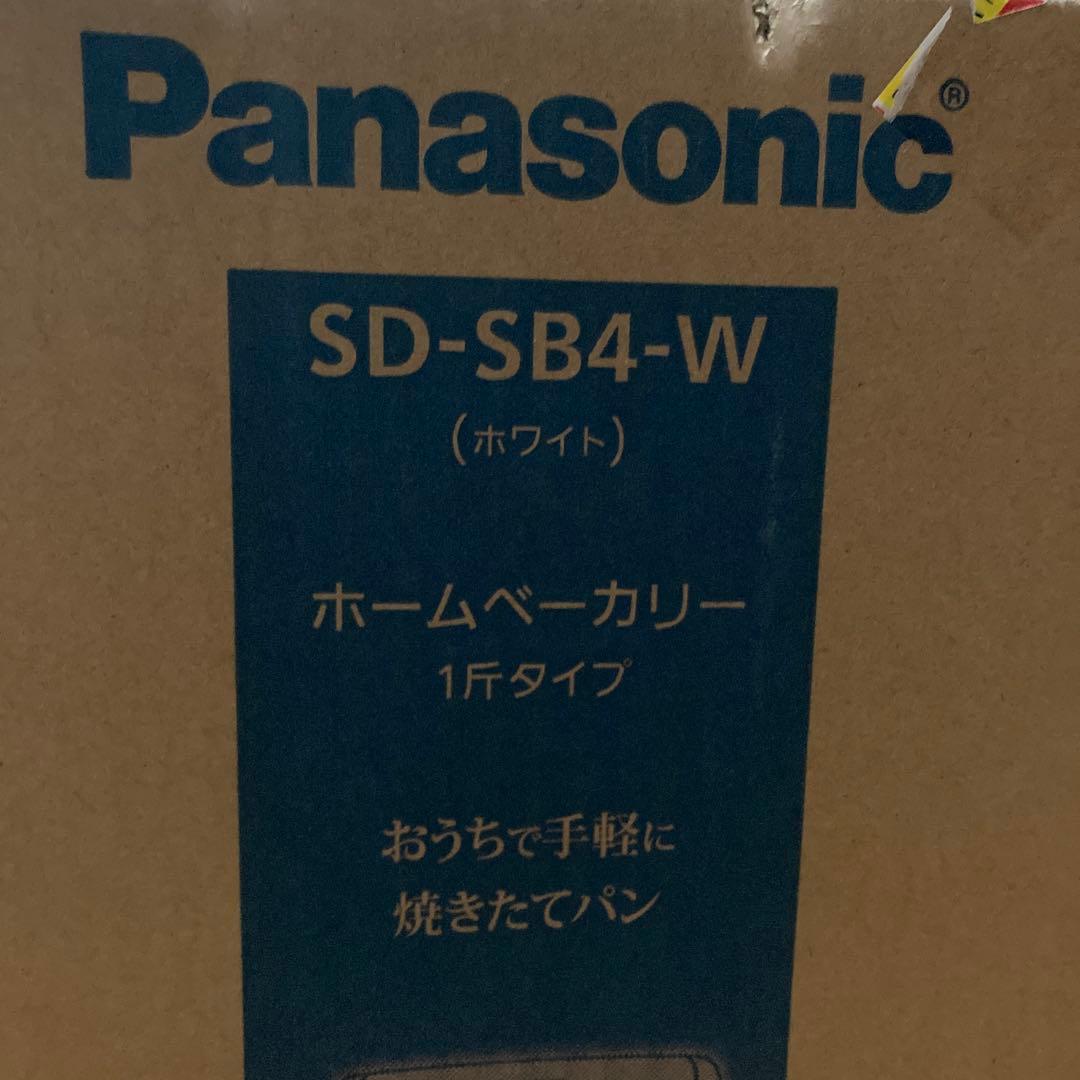 Panasonic®
SD-SB4-W
(ホワイト)
ホームベーカリー
1斤タイプ
おうちで手軽に
焼きたてパン